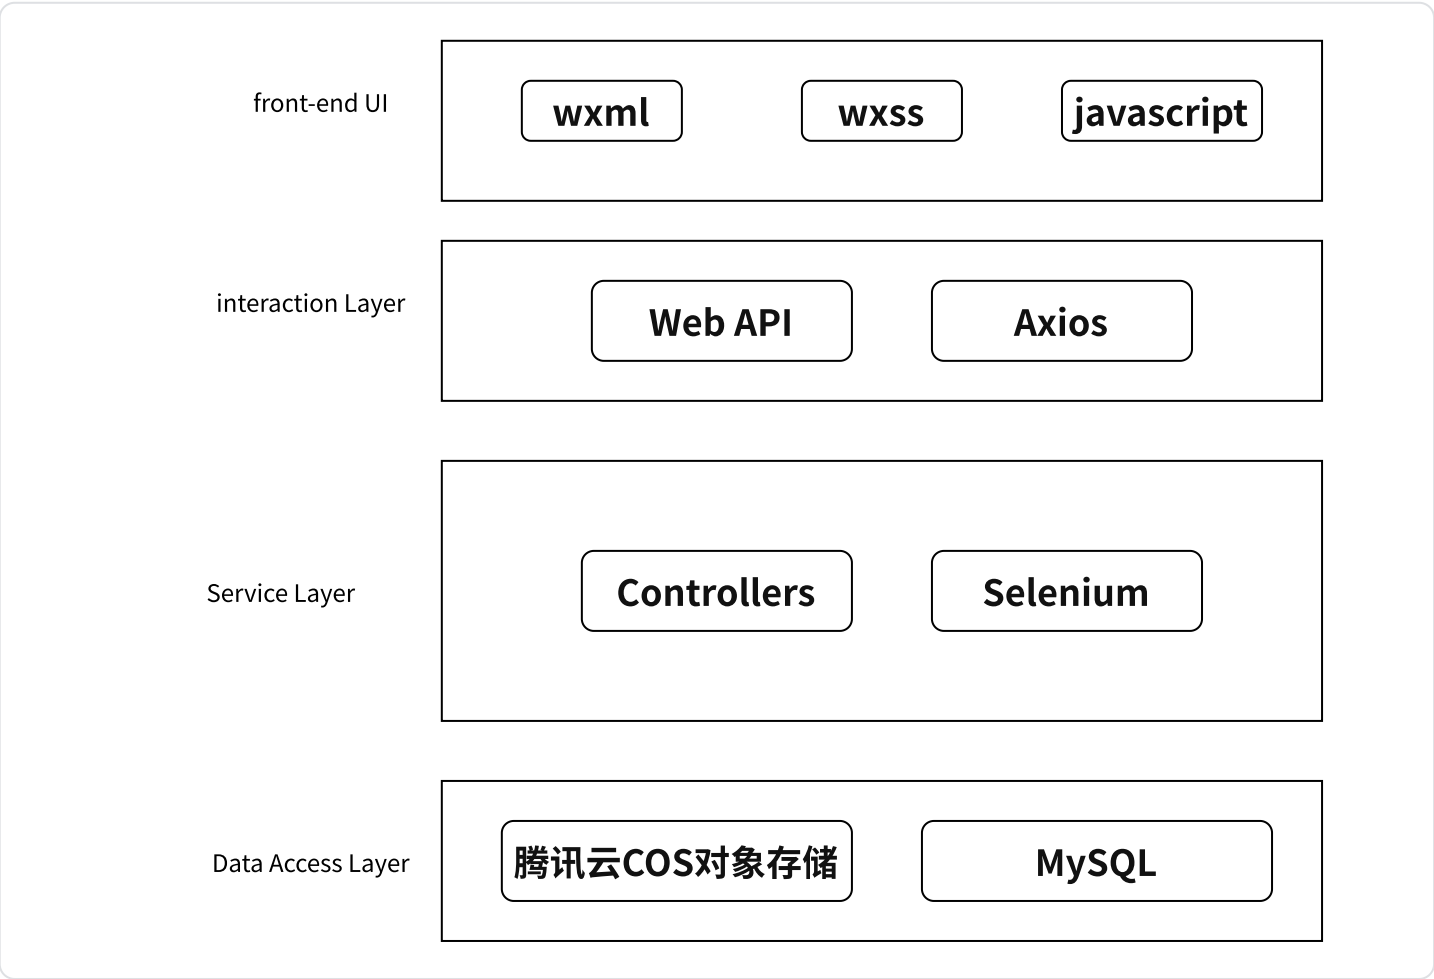 front-end UI
wxml
wxss
javascript
interaction Layer
Web API
Axios
Service Layer
Controllers
Selenium
Data Access Layer
腾讯云COS对象存储
MySQL